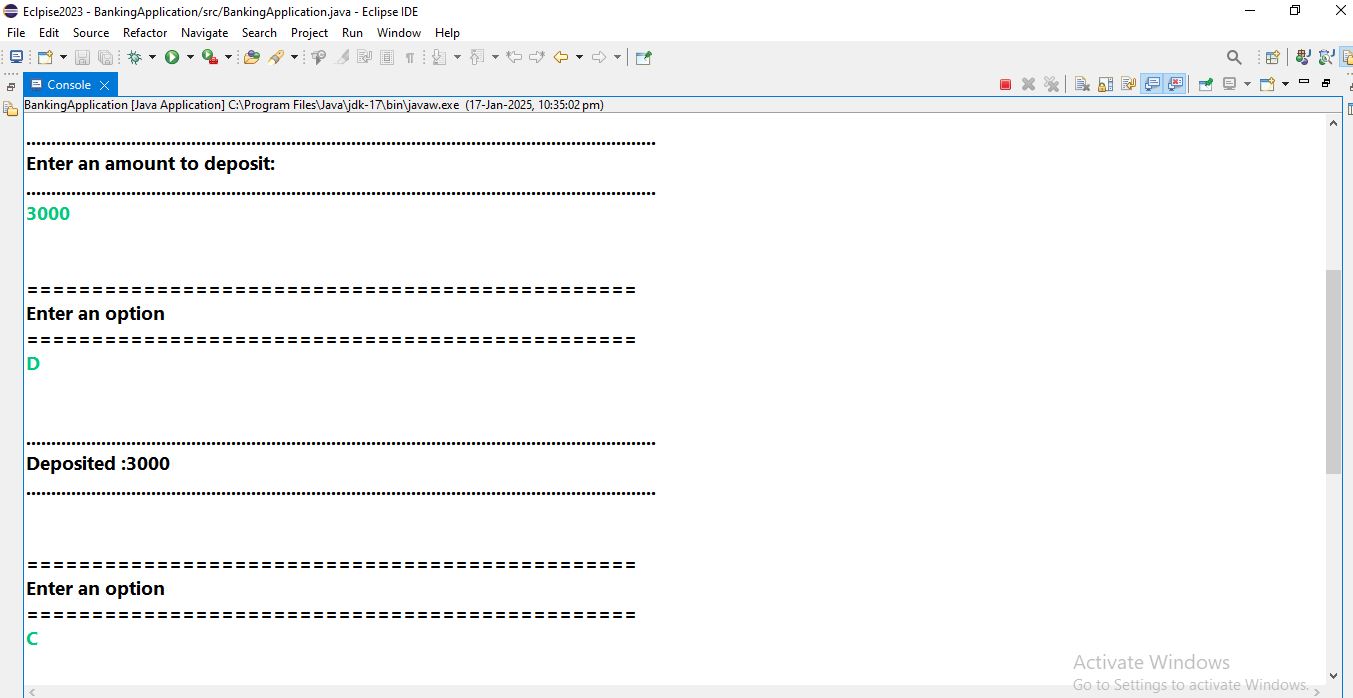 Eclpise2023 - BankingApplication/src/BankingApplication.java - Eclipse IDE
File Edit Source Refactor Navigate Search Project Run Window Help
Console
BankingApplication [Java Application] C:\Program Files\Java\jdk-17\bin\javaw.exe (17-Jan-2025, 10:35:02 pm)
..............................................................................................................................
Enter an amount to deposit:
..............................................................................................................................
3000
===============================================
Enter an option
===============================================
D
..............................................................................................................................
Deposited :3000
..............................................................................................................................
===============================================
Enter an option
===============================================
C
Activate Windows
Go to Settings to activate Windows.